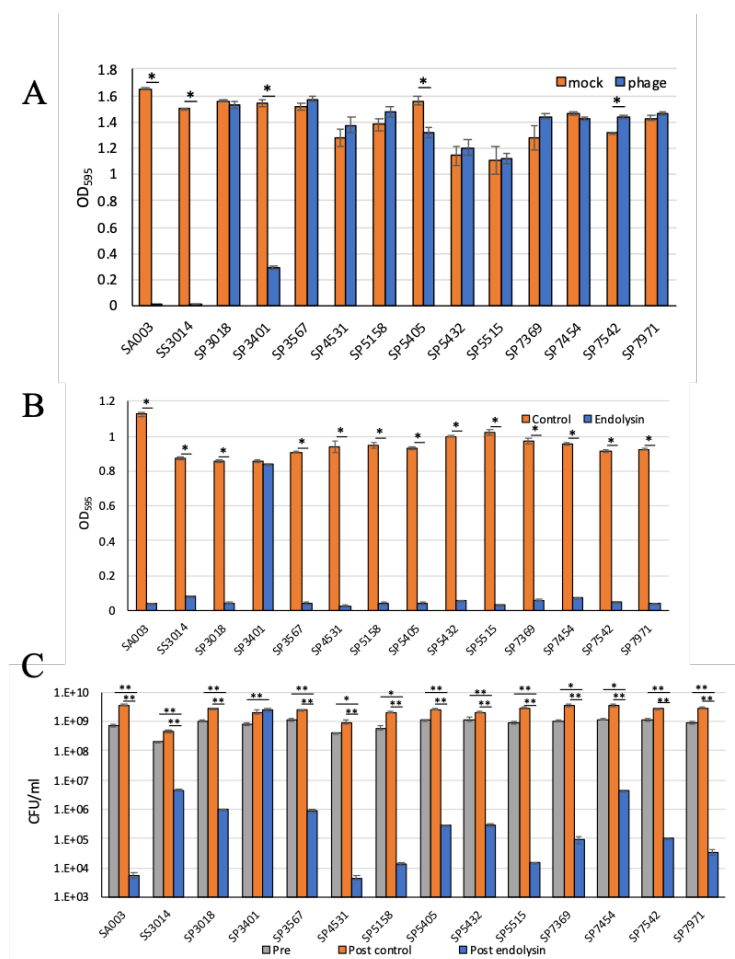 A
1.8
1.6
1.4
1.2
1
0.8
0.6
0.4
0.2
0
OD595
mock phage
* * * * *
SA003 SS3014 SP3018 SP3401 SP3567 SP4531 SP5158 SP5405 SP5432 SP5515 SP7369 SP7454 SP7542 SP7971
B
1.2
1
0.8
0.6
0.4
0.2
0
OD595
Control Endolysin
* * * * * * * * * * * * *
SA003 SS3014 SP3018 SP3401 SP3567 SP4531 SP5158 SP5405 SP5432 SP5515 SP7369 SP7454 SP7542 SP7971
C
1.E+10
1.E+09
1.E+08
1.E+07
1.E+06
1.E+05
1.E+04
1.E+03
CFU/ml
** ** ** ** ** * * ** ** ** * * ** **
** ** ** ** ** ** ** ** ** ** ** ** **
SA003 SS3014 SP3018 SP3401 SP3567 SP4531 SP5158 SP5405 SP5432 SP5515 SP7369 SP7454 SP7542 SP7971
Pre Post control Post endolysin